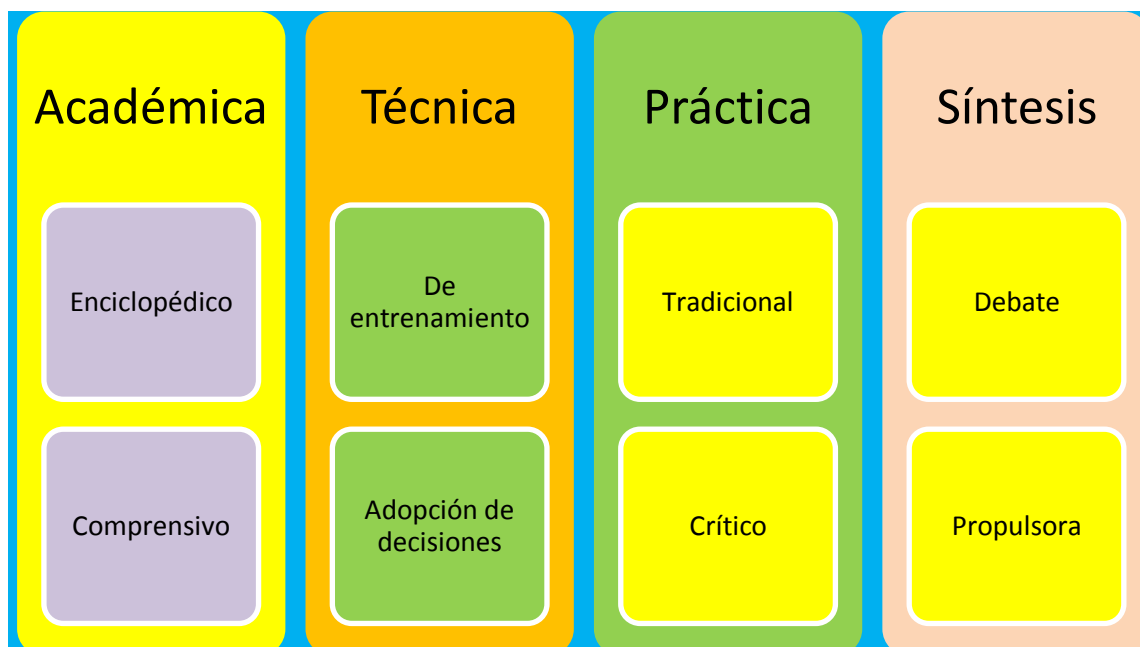 Académica
Técnica
Práctica
Síntesis
Enciclopédico
De
entrenamiento
Tradicional
Debate
Comprensivo
Adopción de
decisiones
Crítico
Propulsora